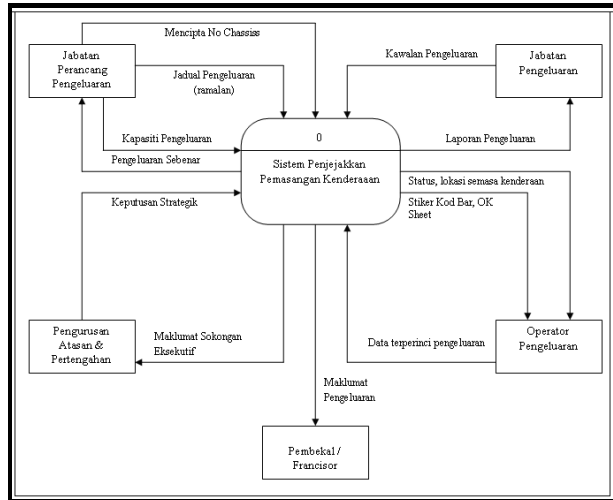 Mencipta No Chassiss
Jabatan
Perancang
Pengeluaran
Jadual Pengeluaran
(ramalan)
Kawalan Pengeluaran
Jabatan
Pengeluaran
Kapasiti Pengeluaran
0
Laporan Pengeluaran
Pengeluaran Sebenar
Sistem Penjejakkan
Pemasangan Kenderaaan
Status, lokasi semasa kenderaan
Keputusan Strategik
Stiker Kod Bar, OK
Sheet
Pengurusan
Atasan &
Pertengahan
Maklumat Sokongan
Eksekutif
Data terperinci pengeluaran
Operator
Pengeluaran
Maklumat
Pengeluaran
Pembekal /
Francisor